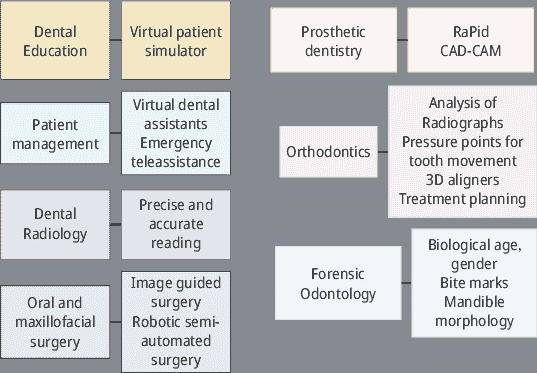 Dental
Education
Virtual patient
simulator
Patient
management
Virtual dental
assistants
Emergency
teleassistance
Dental
Radiology
Precise and
accurate
reading
Oral and
maxillofacial
surgery
Image guided
surgery
Robotic semi-
automated
surgery
Prosthetic
dentistry
RaPid
CAD-CAM
Orthodontics
Analysis of
Radiographs
Pressure points for
tooth movement
3D aligners
Treatment planning
Forensic
Odontology
Biological age,
gender
Bite marks
Mandible
morphology